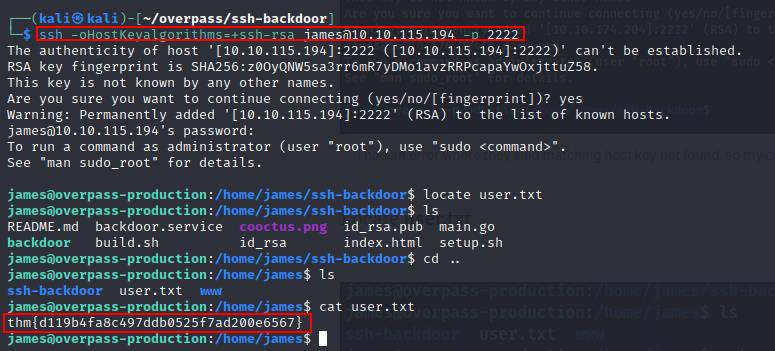 ┌──(kali㉿kali)-[~/overpass/ssh-backdoor]
└─$ ssh -oHostKeyAlgorithms=+ssh-rsa james@10.10.115.194 -p 2222
The authenticity of host '[10.10.115.194]:2222 ([10.10.115.194]:2222)' can't be established.
RSA key fingerprint is SHA256:z0OyQNW5sa3rr6mR7yDMo1avzRRPcapaYwOxjttuZ58.
This key is not known by any other names.
Are you sure you want to continue connecting (yes/no/[fingerprint])? yes
Warning: Permanently added '[10.10.115.194]:2222' (RSA) to the list of known hosts.
james@10.10.115.194's password:
To run a command as administrator (user "root"), use "sudo <command>".
See "man sudo_root" for details.
james@overpass-production:/home/james/ssh-backdoor$ locate user.txt
james@overpass-production:/home/james/ssh-backdoor$ ls
README.md backdoor.service cooctus.png id_rsa.pub main.go
backdoor build.sh id_rsa index.html setup.sh
james@overpass-production:/home/james/ssh-backdoor$ cd ..
james@overpass-production:/home/james$ ls
ssh-backdoor user.txt www
james@overpass-production:/home/james$ cat user.txt
thm{d119b4fa8c497ddb0525f7ad200e6567}
james@overpass-production:/home/james$